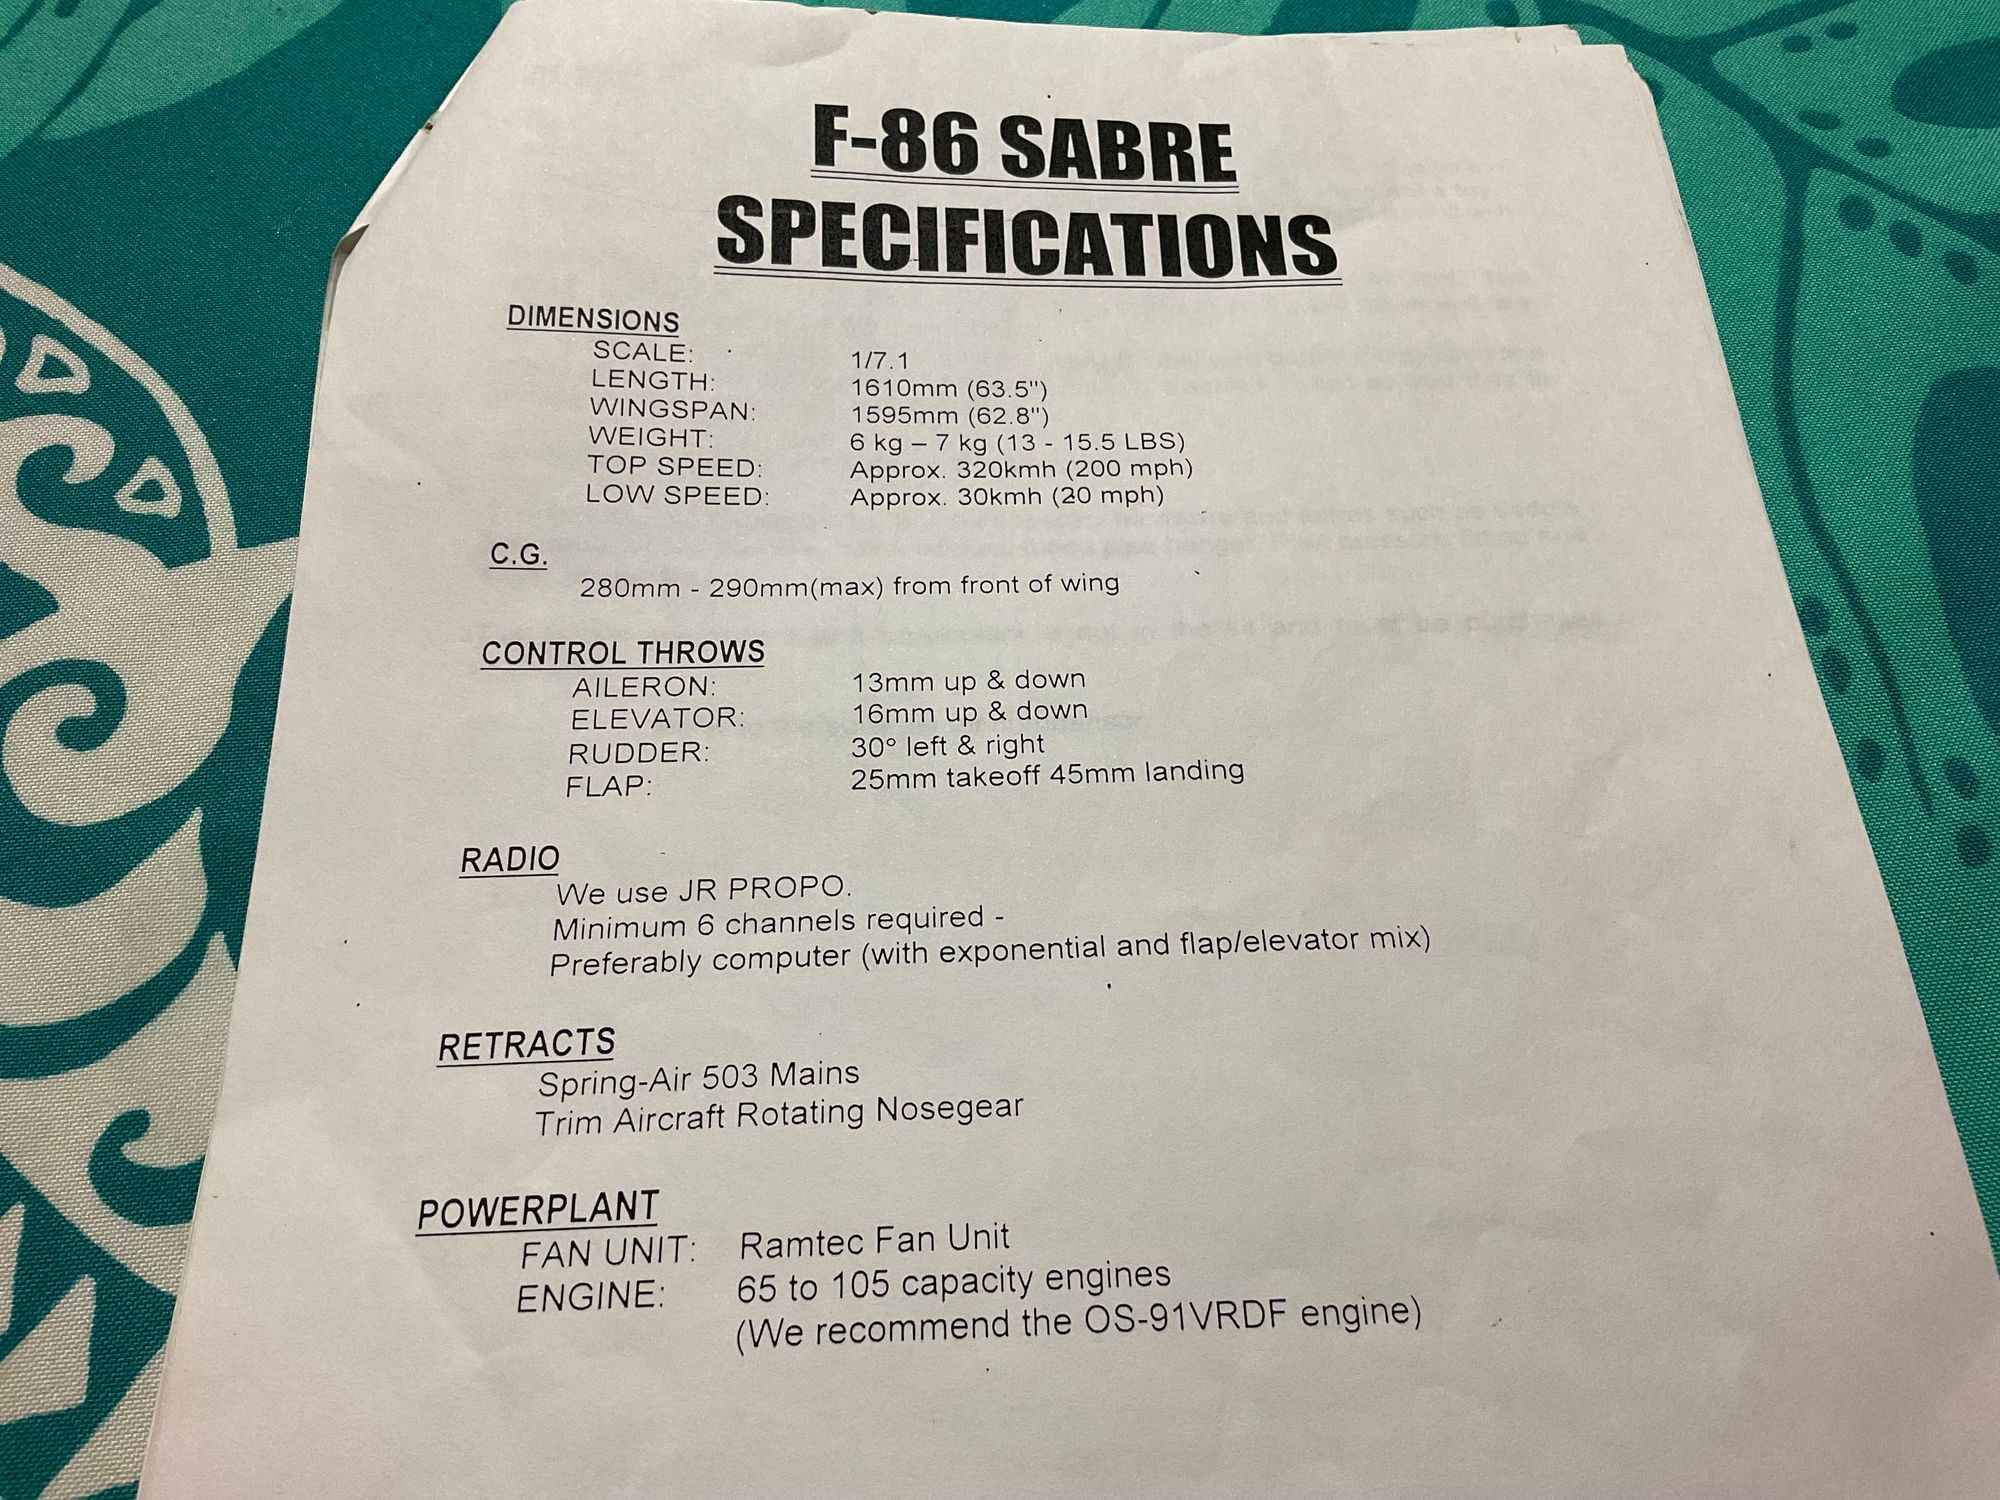 F-86 SABRE
SPECIFICATIONS
DIMENSIONS
SCALE: 1/7.1
LENGTH: 1610mm (63.5")
WINGSPAN: 1595mm (62.8")
WEIGHT: 6 kg – 7 kg (13 - 15.5 LBS)
TOP SPEED: Approx. 320kmh (200 mph)
LOW SPEED: Approx. 30kmh (20 mph)
C.G.
280mm - 290mm(max) from front of wing
CONTROL THROWS
AILERON: 13mm up & down
ELEVATOR: 16mm up & down
RUDDER: 30° left & right
FLAP: 25mm takeoff 45mm landing
RADIO
We use JR PROPO.
Minimum 6 channels required -
Preferably computer (with exponential and flap/elevator mix)
RETRACTS
Spring-Air 503 Mains
Trim Aircraft Rotating Nosegear
POWERPLANT
FAN UNIT: Ramtec Fan Unit
ENGINE: 65 to 105 capacity engines
(We recommend the OS-91VRDF engine)